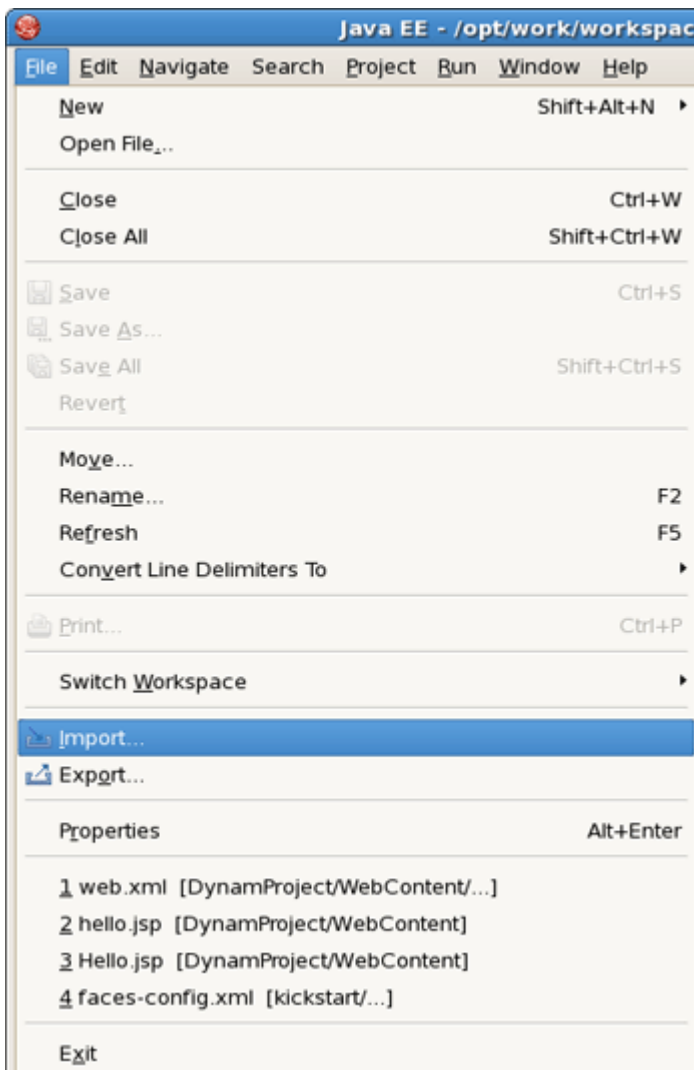 Java EE - /opt/work/workspac
File Edit Navigate Search Project Run Window Help
New Shift+Alt+N
Open File...
Close Ctrl+W
Close All Shift+Ctrl+W
Save Ctrl+S
Save As...
Save All Shift+Ctrl+S
Revert
Move...
Rename... F2
Refresh F5
Convert Line Delimiters To
Print... Ctrl+P
Switch Workspace
Import...
Export...
Properties Alt+Enter
1 web.xml [DynamProject/WebContent/...]
2 hello.jsp [DynamProject/WebContent]
3 Hello.jsp [DynamProject/WebContent]
4 faces-config.xml [kickstart/...]
Exit